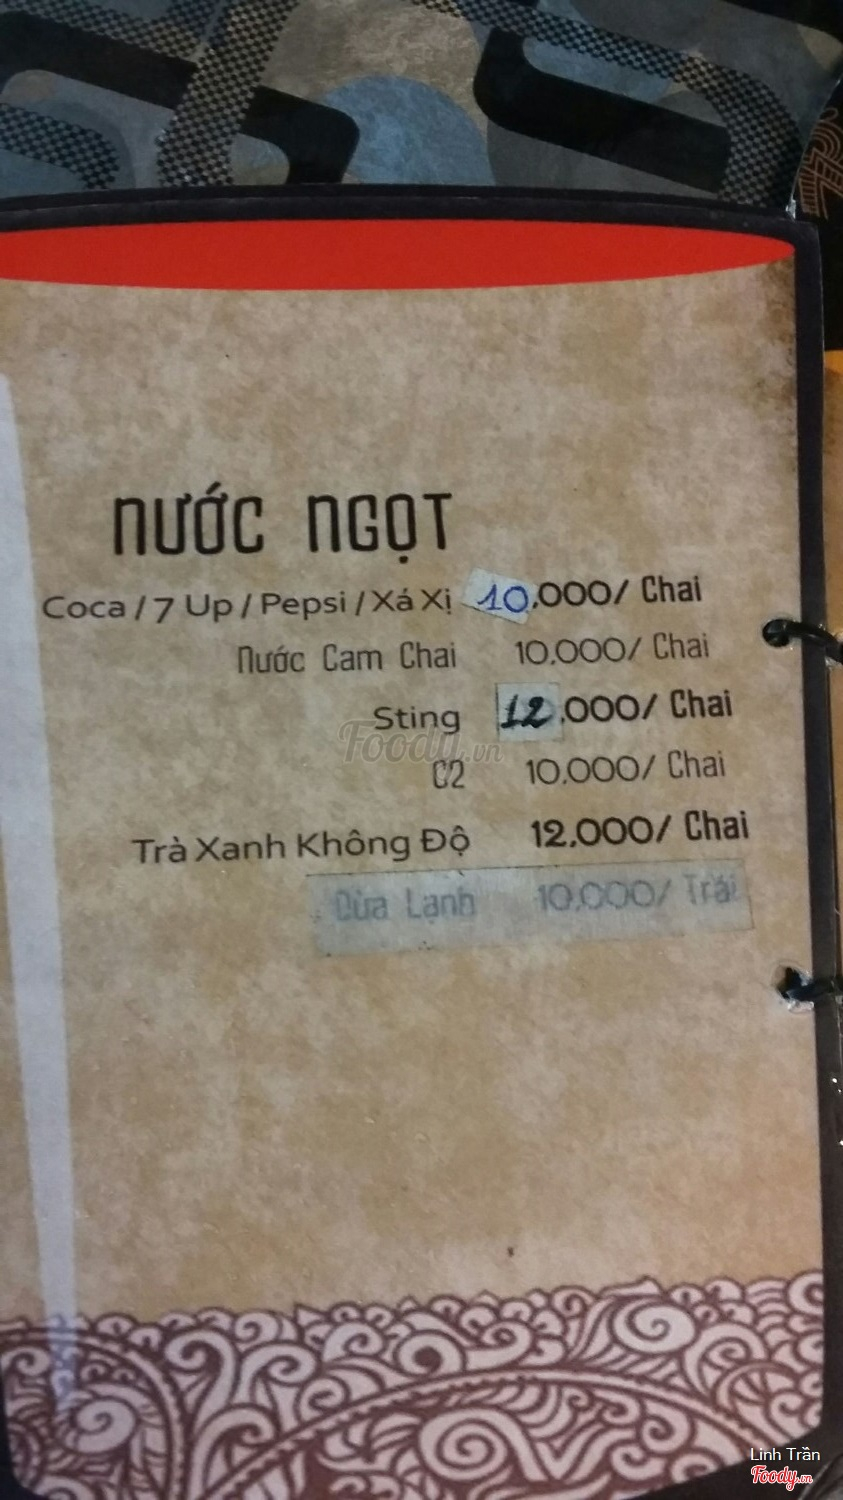 NƯỚC NGỌT
Coca / 7 Up / Pepsi / Xá Xị 10.000/ Chai
Nước Cam Chai 10.000/ Chai
Sting 12.000/ Chai
Foody.vn
C2 10.000/ Chai
Trà Xanh Không Độ 12.000/ Chai
Dừa Lạnh 10.000/ Trái
Linh Trần
Foody.vn